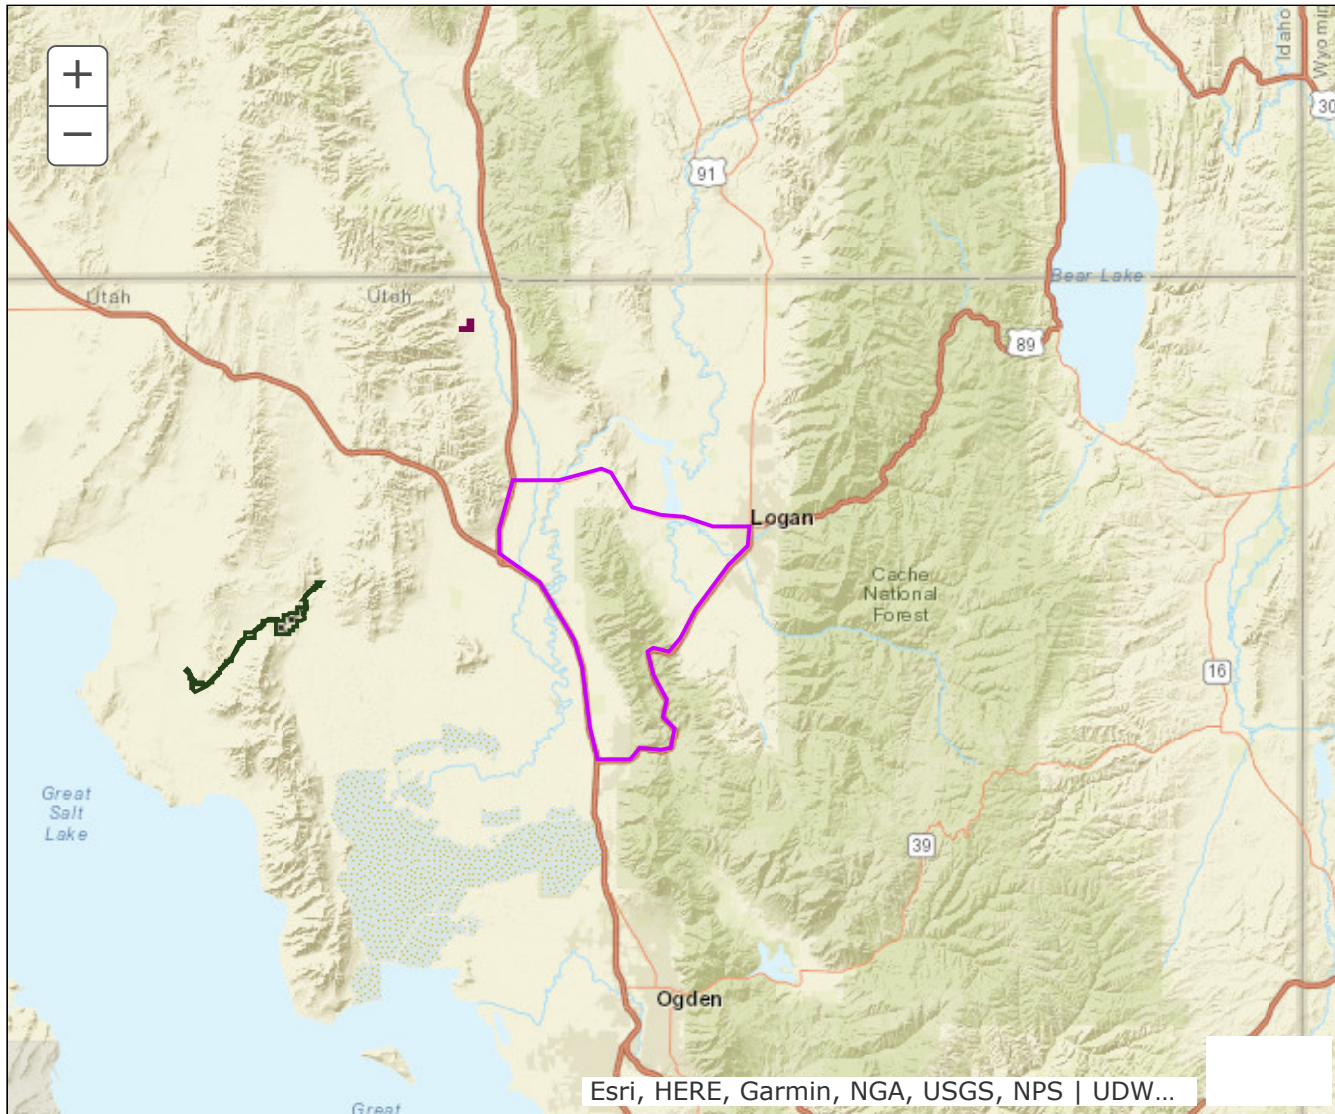 +
−
91
30
Idaho
Wyomin
Utah
Utah
Bear Lake
89
Logan
Cache
National
Forest
16
Great
Salt
Lake
39
Ogden
Great
Esri, HERE, Garmin, NGA, USGS, NPS | UDW...